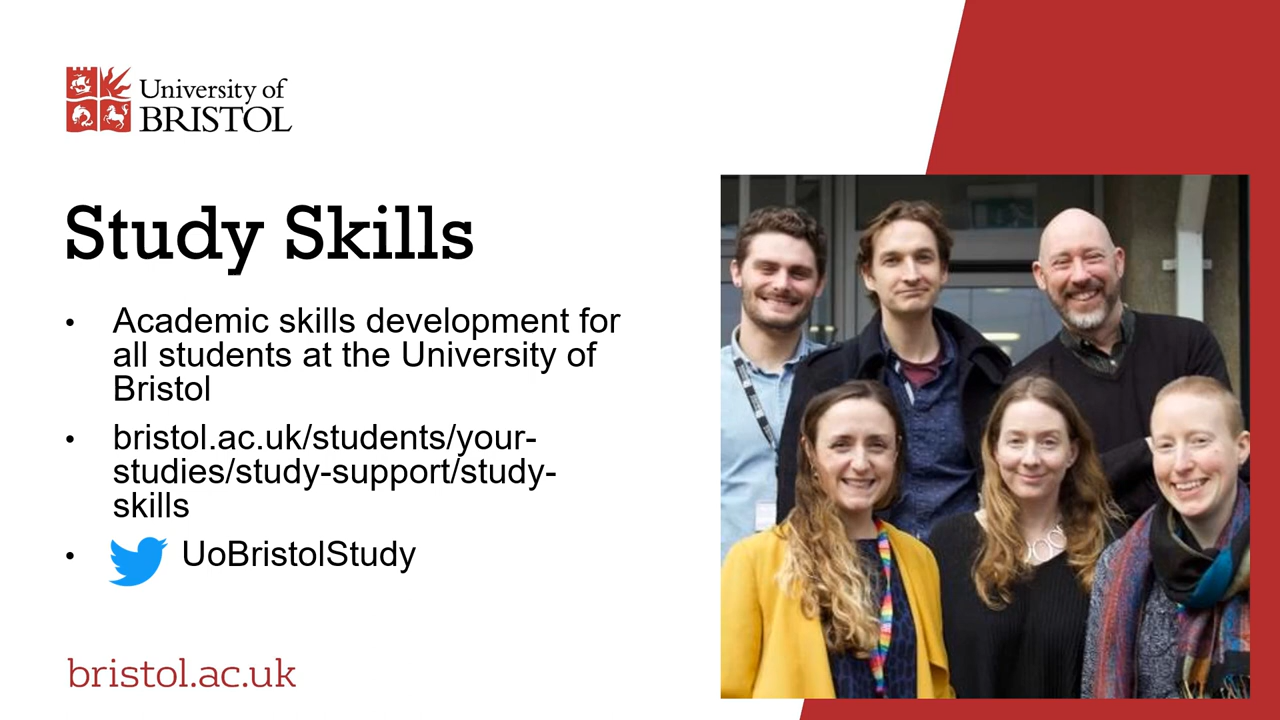 University of
BRISTOL
Study Skills
• Academic skills development for
all students at the University of
Bristol
• bristol.ac.uk/students/your-
studies/study-support/study-
skills
• UoBristolStudy
bristol.ac.uk